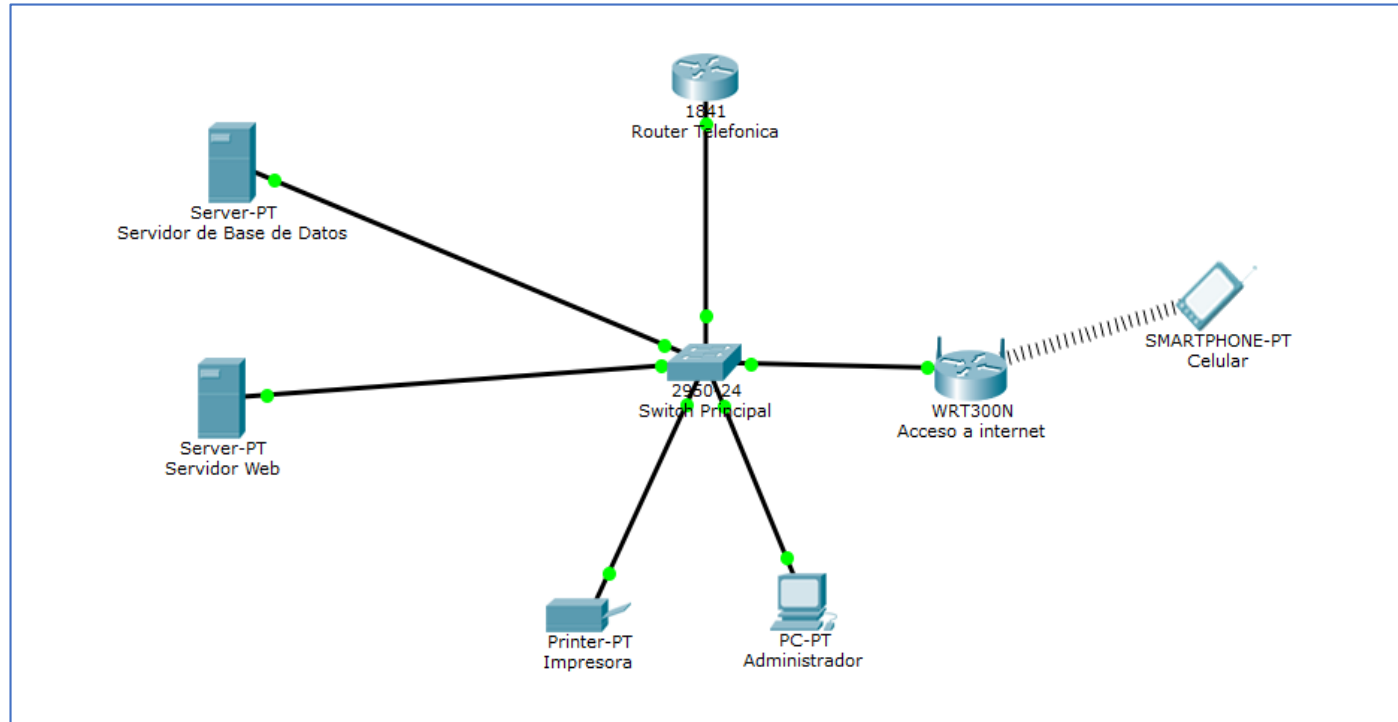 1841
Router Telefonica
Server-PT
Servidor de Base de Datos
SMARTPHONE-PT
Celular
2950-24
Switch Principal
WRT300N
Acceso a internet
Server-PT
Servidor Web
Printer-PT
Impresora
PC-PT
Administrador